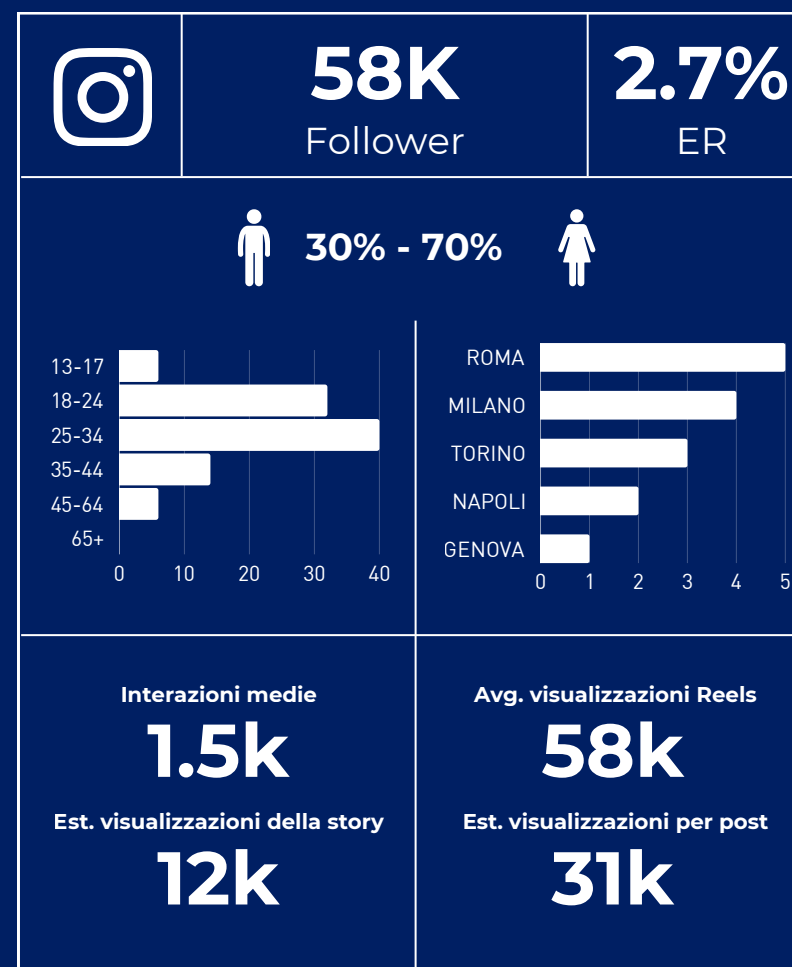 58K
2.7%
Follower
ER
30% - 70%
13-17
18-24
25-34
35-44
45-64
65+
0 10 20 30 40
ROMA
MILANO
TORINO
NAPOLI
GENOVA
0 1 2 3 4 5
Interazioni medie
1.5k
Est. visualizzazioni della story
12k
Avg. visualizzazioni Reels
58k
Est. visualizzazioni per post
31k